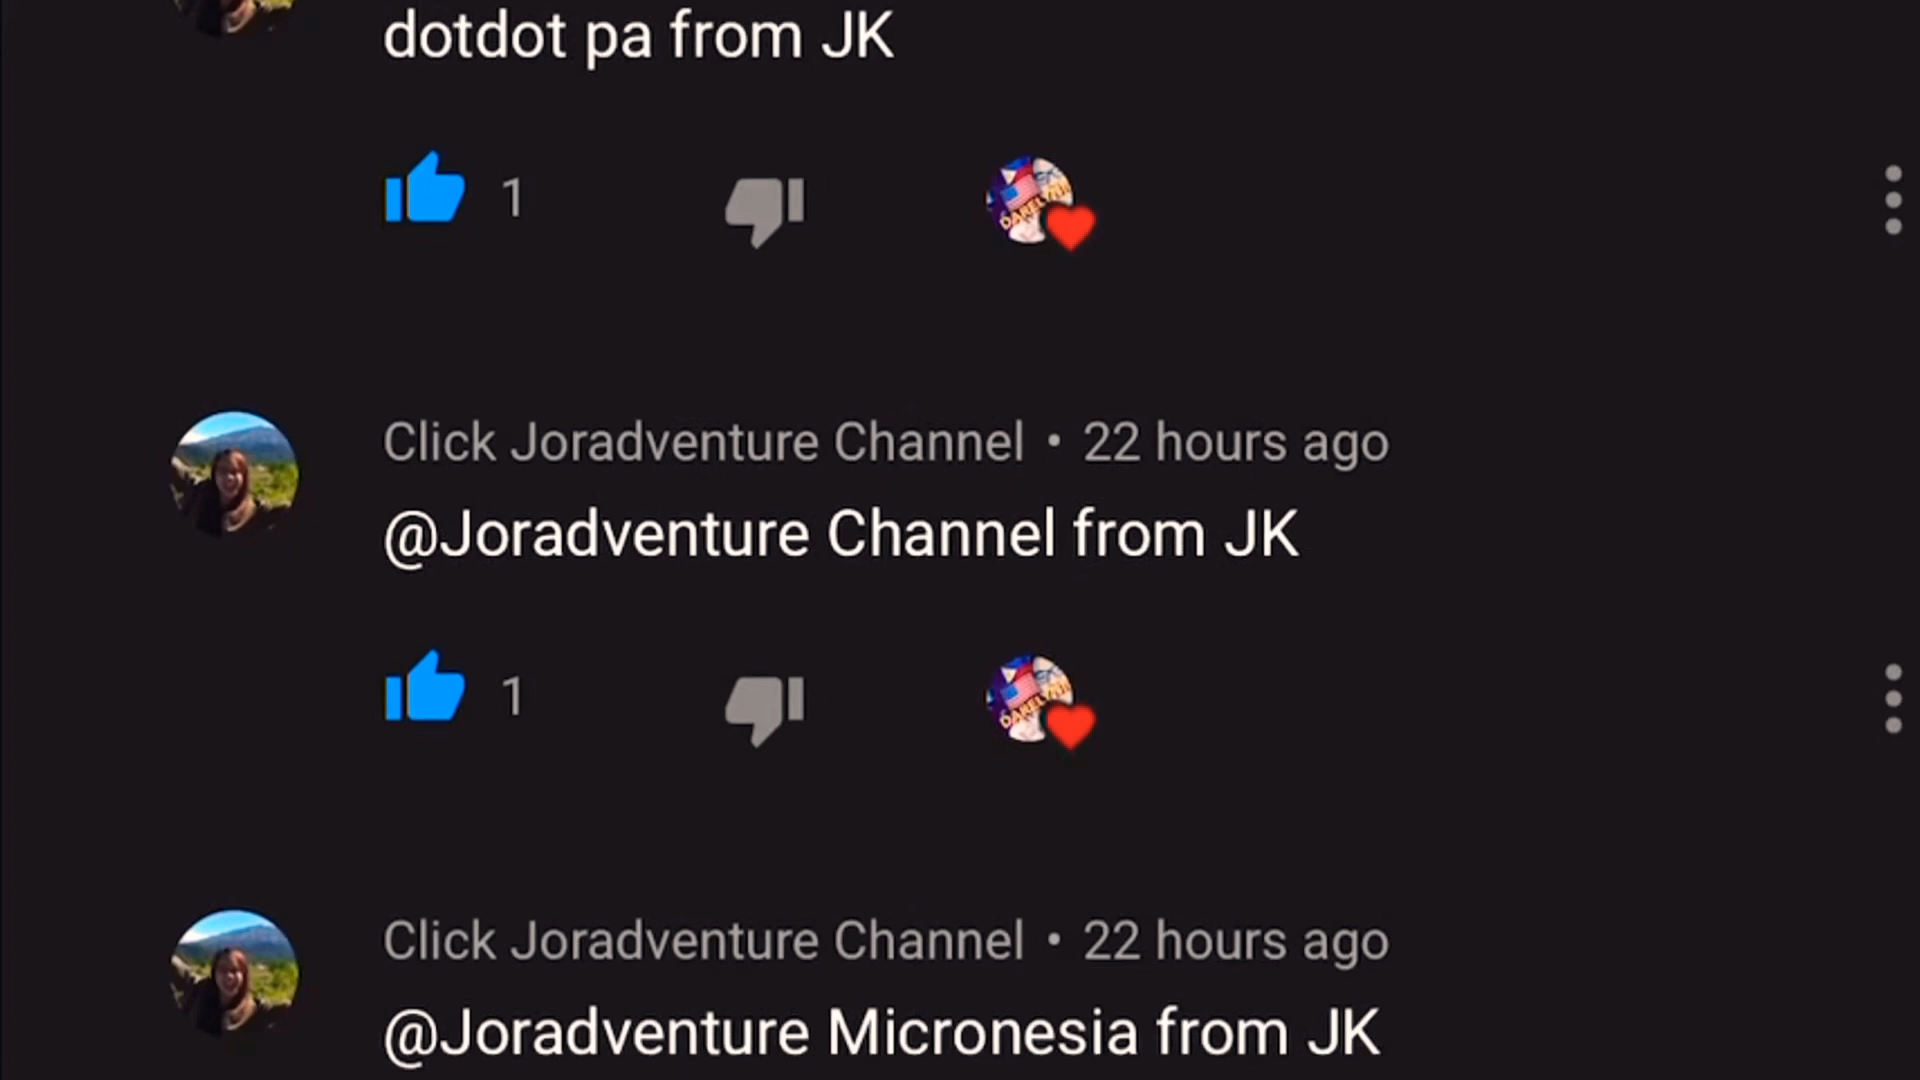 dotdot pa from JK
1
Click Joradventure Channel • 22 hours ago
@Joradventure Channel from JK
1
Click Joradventure Channel • 22 hours ago
@Joradventure Micronesia from JK